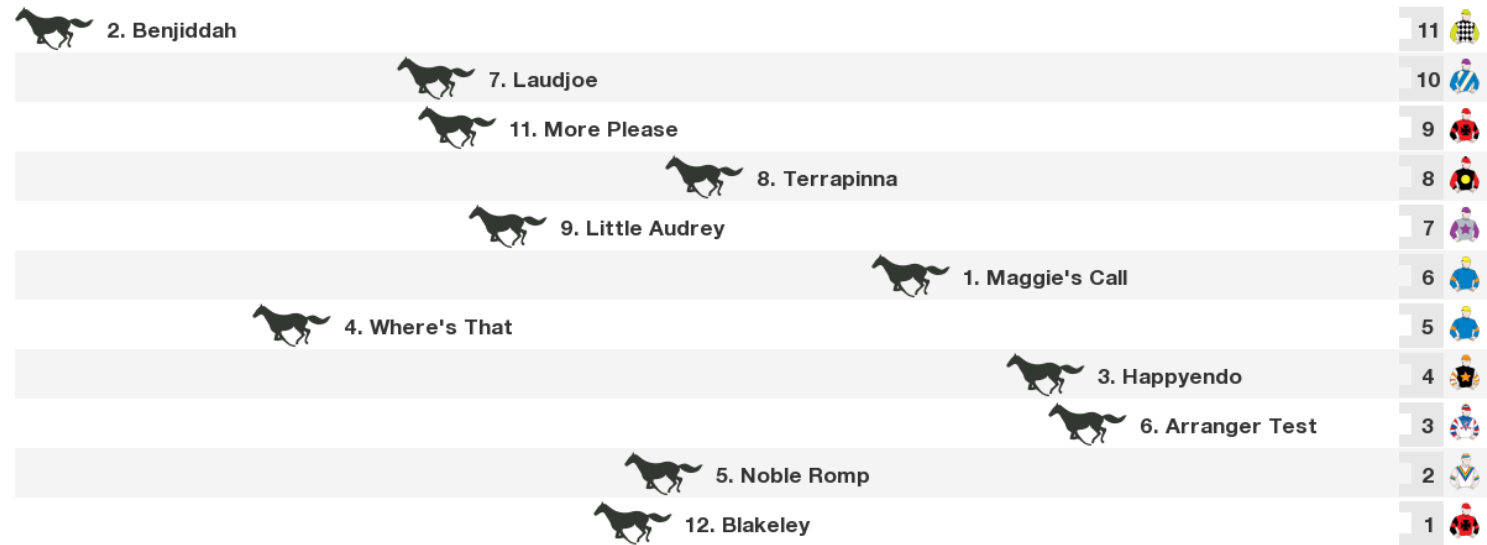 2. Benjiddah 11
7. Laudjoe 10
11. More Please 9
8. Terrapinna 8
9. Little Audrey 7
1. Maggie's Call 6
4. Where's That 5
3. Happyendo 4
6. Arranger Test 3
5. Noble Romp 2
12. Blakeley 1